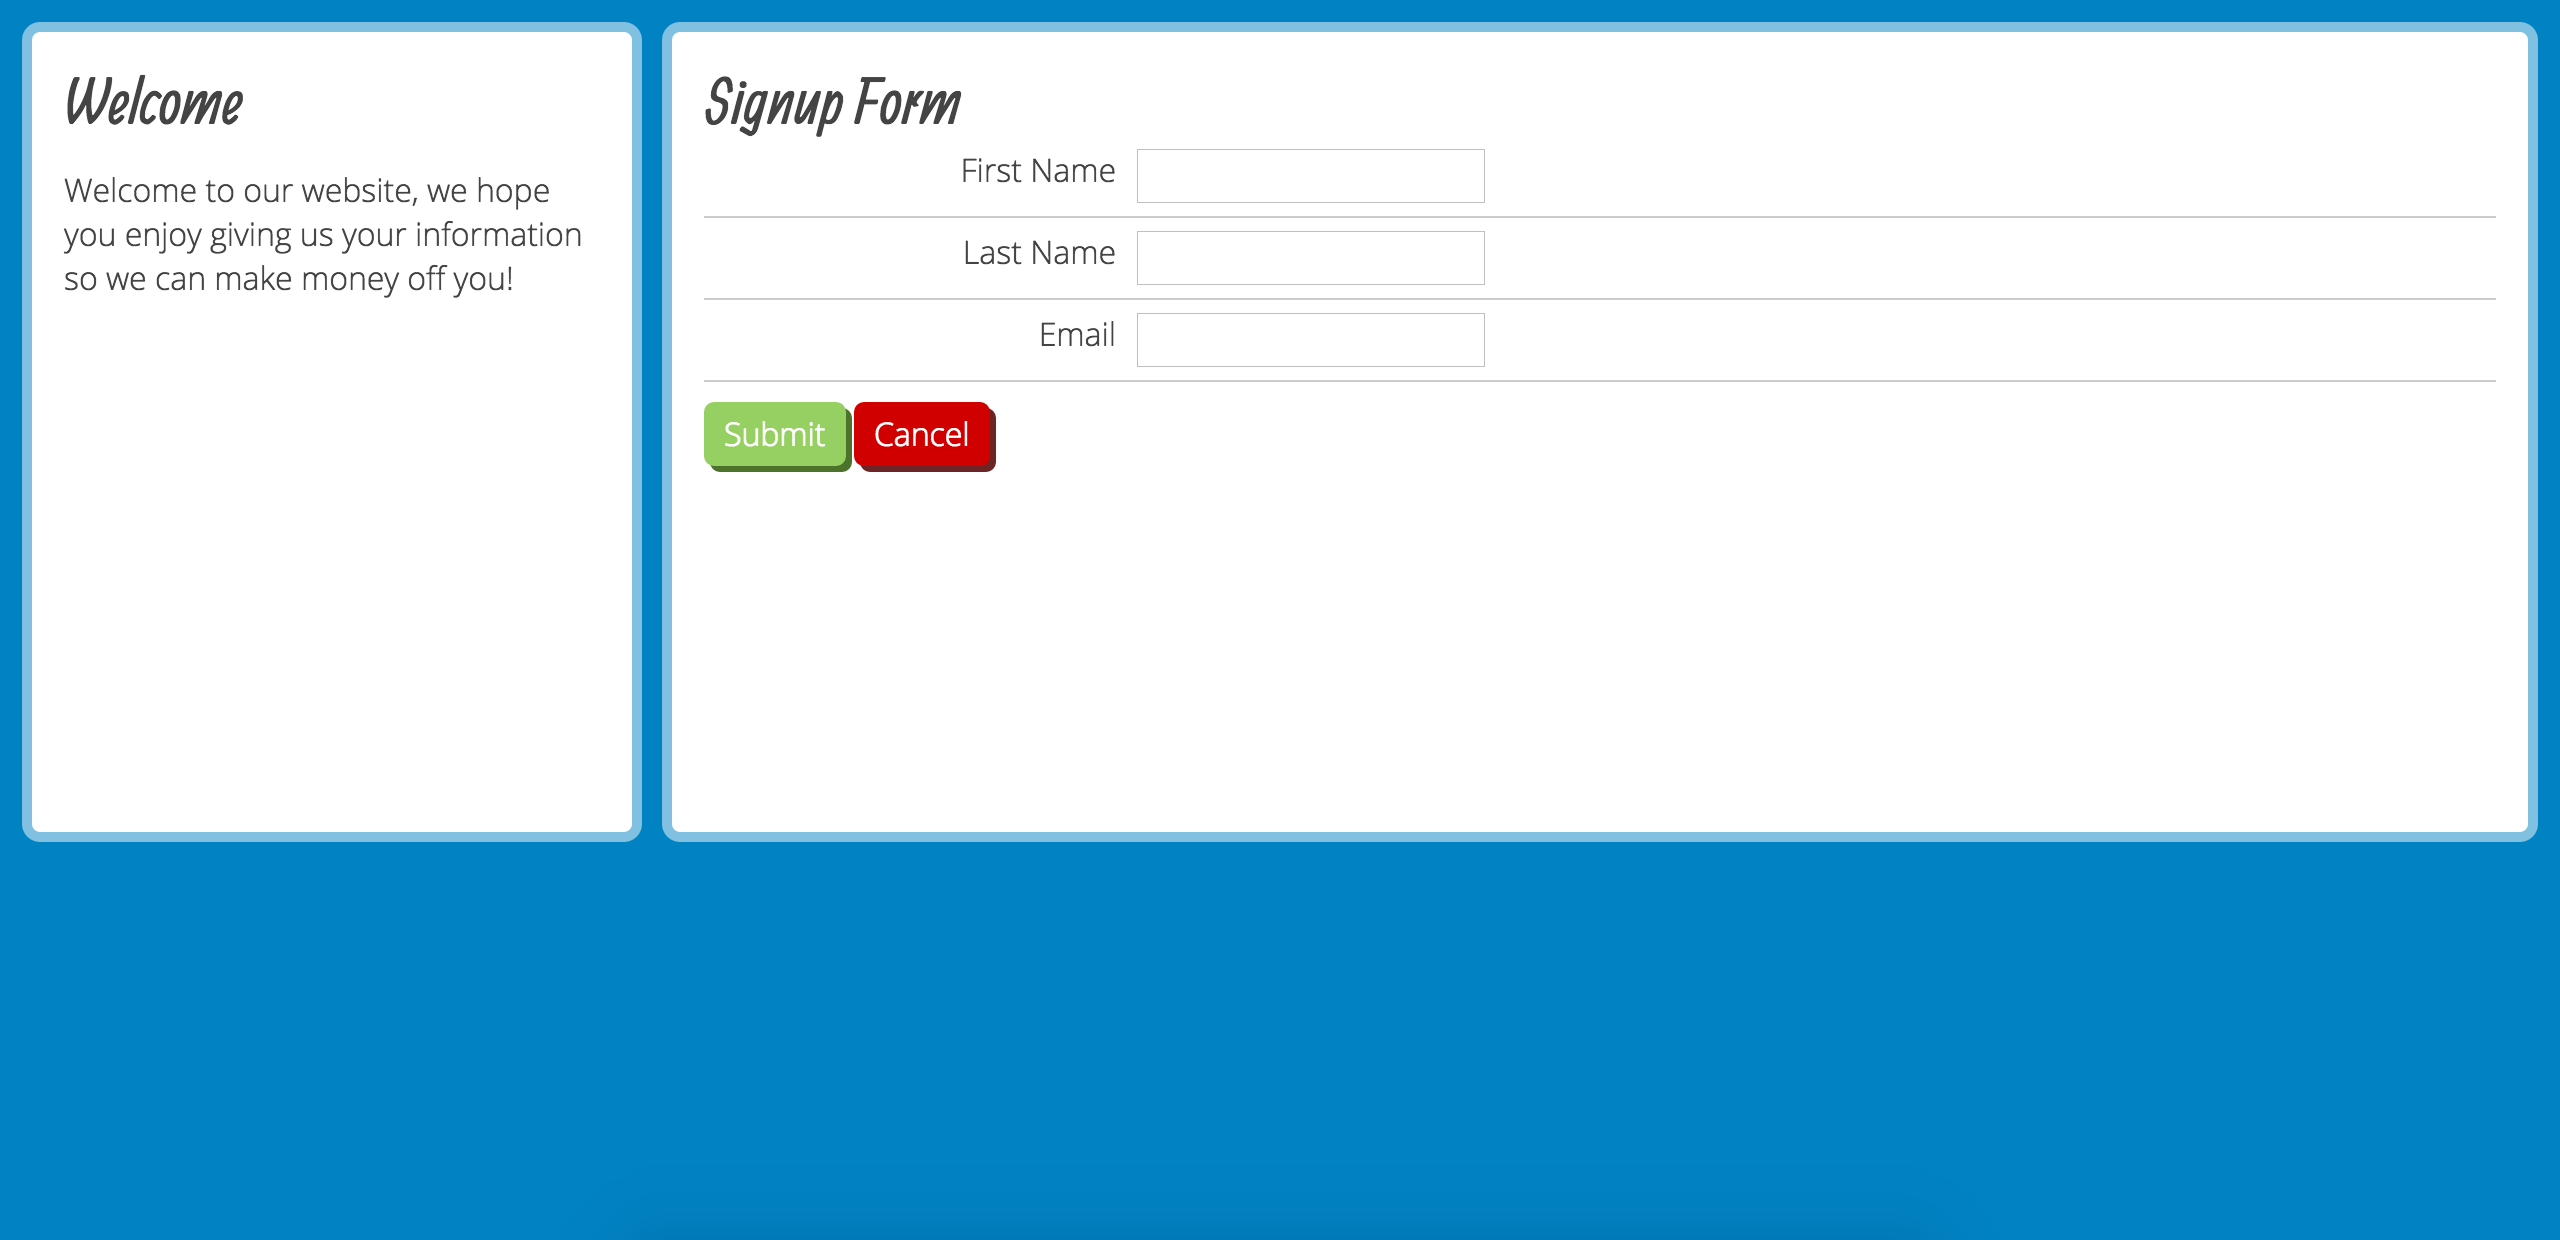 Welcome
Welcome to our website, we hope
you enjoy giving us your information
so we can make money off you!
Signup Form
First Name
Last Name
Email
Submit Cancel